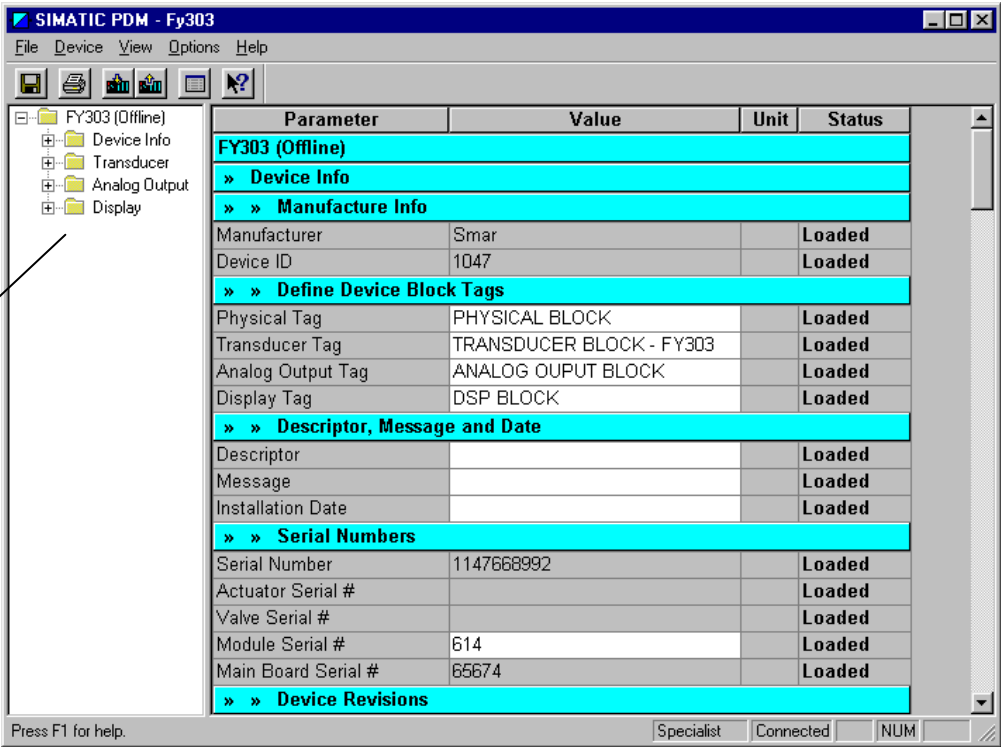 SIMATIC PDM - Fy303
File Device View Options Help
FY303 (Offline)
Device Info
Transducer
Analog Output
Display
Parameter Value Unit Status
FY303 (Offline)
» Device Info
» » Manufacture Info
Manufacturer Smar Loaded
Device ID 1047 Loaded
» » Define Device Block Tags
Physical Tag PHYSICAL BLOCK Loaded
Transducer Tag TRANSDUCER BLOCK - FY303 Loaded
Analog Output Tag ANALOG OUPUT BLOCK Loaded
Display Tag DSP BLOCK Loaded
» » Descriptor, Message and Date
Descriptor Loaded
Message Loaded
Installation Date Loaded
» » Serial Numbers
Serial Number 1147668992 Loaded
Actuator Serial # Loaded
Valve Serial # Loaded
Module Serial # 614 Loaded
Main Board Serial # 65674 Loaded
» » Device Revisions
Press F1 for help. Specialist Connected NUM